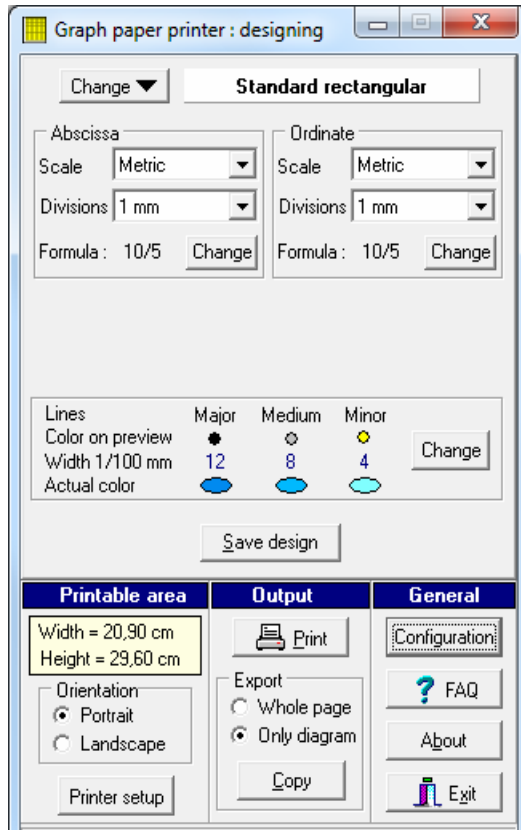 Graph paper printer : designing
Change Standard rectangular
Abscissa
Scale Metric
Divisions 1 mm
Formula : 10/5 Change
Ordinate
Scale Metric
Divisions 1 mm
Formula : 10/5 Change
Lines Major Medium Minor
Color on preview
Width 1/100 mm 12 8 4
Actual color
Change
Save design
Printable area
Width = 20,90 cm
Height = 29,60 cm
Orientation
Portrait
Landscape
Printer setup
Output
Print
Export
Whole page
Only diagram
Copy
General
Configuration
? FAQ
About
Exit